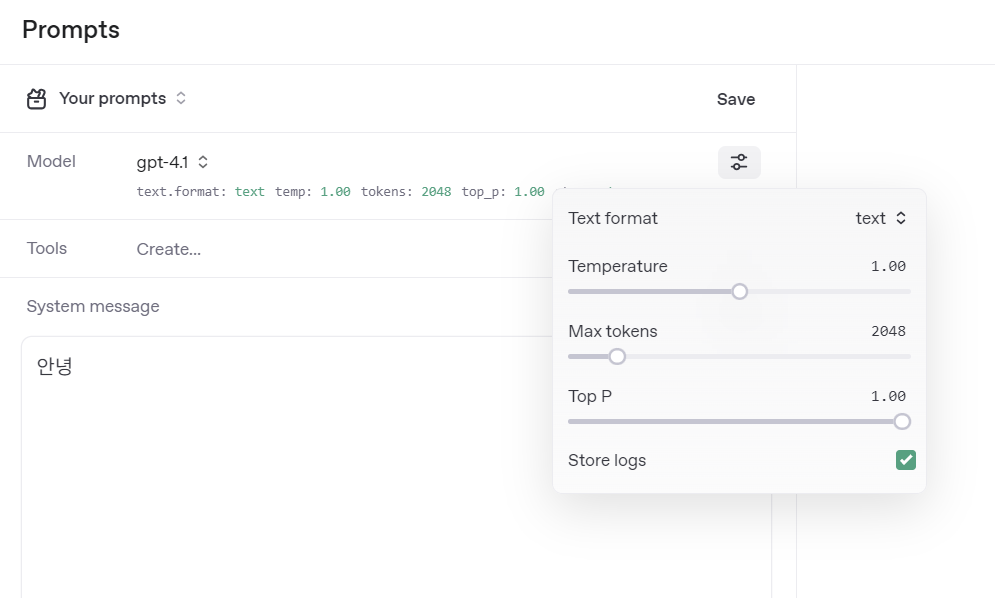 Prompts
Your prompts
Save
Model
gpt-4.1
text.format: text temp: 1.00 tokens: 2048 top_p: 1.00
Text format
text
Tools
Create...
Temperature
1.00
System message
Max tokens
2048
안녕
Top P
1.00
Store logs